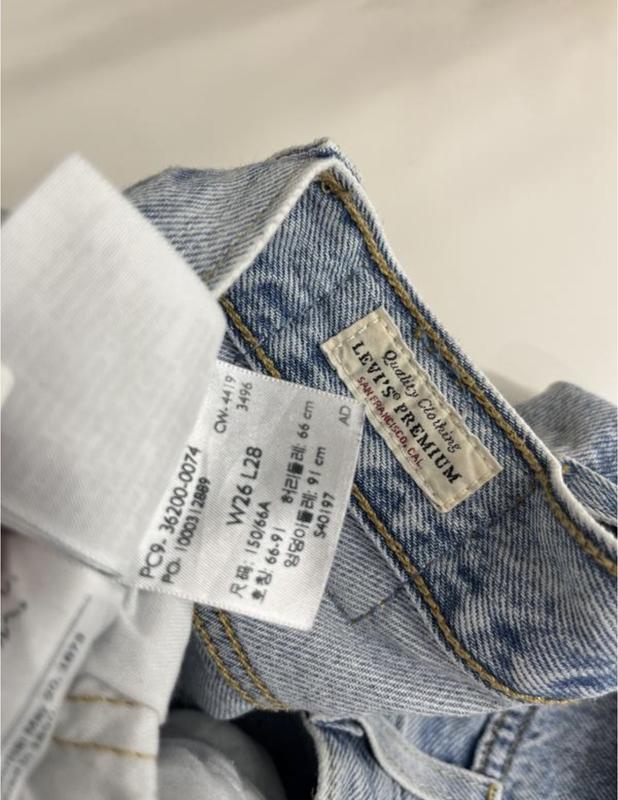 Quality Clothing
LEVI'S® PREMIUM
SAN FRANCISCO, CAL.
PC9- 36200-0074
PO: 1000312889
CW-4419
3496
W26 L28
尺码: 150/66A
호칭: 66-91
허리둘레: 66 cm
엉덩이둘레: 91 cm
S40197
AD